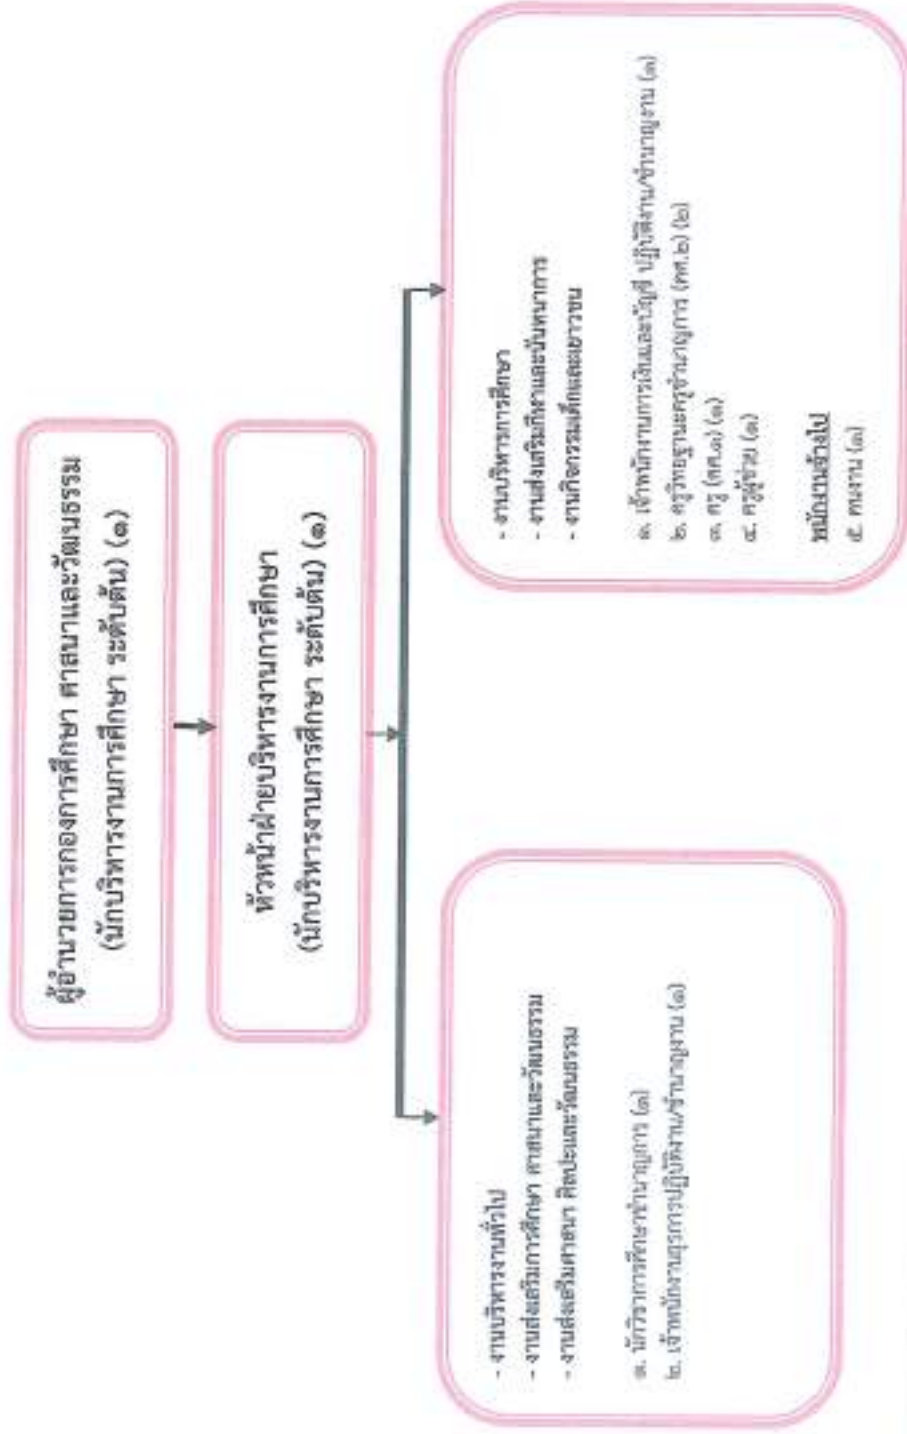 ผู้อำนวยการกองการศึกษา ศาสนาและวัฒนธรรม
(นักบริหารงานการศึกษา ระดับต้น) (๑)
หัวหน้าฝ่ายบริหารงานการศึกษา
(นักบริหารงานการศึกษา ระดับต้น) (๑)
- งานบริหารงานทั่วไป
- งานส่งเสริมการศึกษา ศาสนาและวัฒนธรรม
- งานส่งเสริมศาสนา ศิลปะและวัฒนธรรม
๑. นักวิชาการศึกษาชำนาญการ (๑)
๒. เจ้าพนักงานธุรการปฏิบัติงาน/ชำนาญงาน (๑)
- งานบริหารการศึกษา
- งานส่งเสริมกีฬาและนันทนาการ
- งานกิจกรรมเด็กและเยาวชน
๑. เจ้าพนักงานการเงินและบัญชี ปฏิบัติงาน/ชำนาญงาน (๑)
๒. ครูวิทยฐานะครูชำนาญการ (คศ.๒) (๒)
๓. ครู (คศ.๑) (๑)
๔. ครูผู้ช่วย (๑)
พนักงานจ้างทั่วไป
๕. คนงาน (๑)